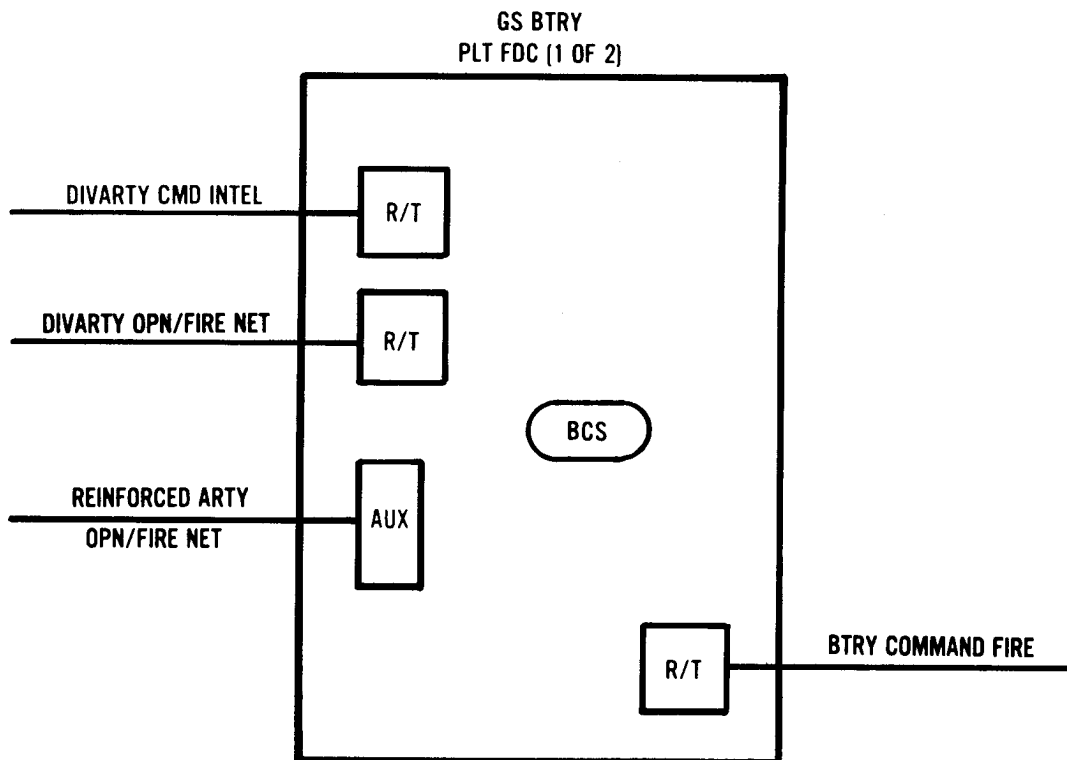 GS BTRY
PLT FDC (1 OF 2)
DIVARTY CMD INTEL
R/T
DIVARTY OPN/FIRE NET
R/T
BCS
REINFORCED ARTY
OPN/FIRE NET
AUX
R/T
BTRY COMMAND FIRE